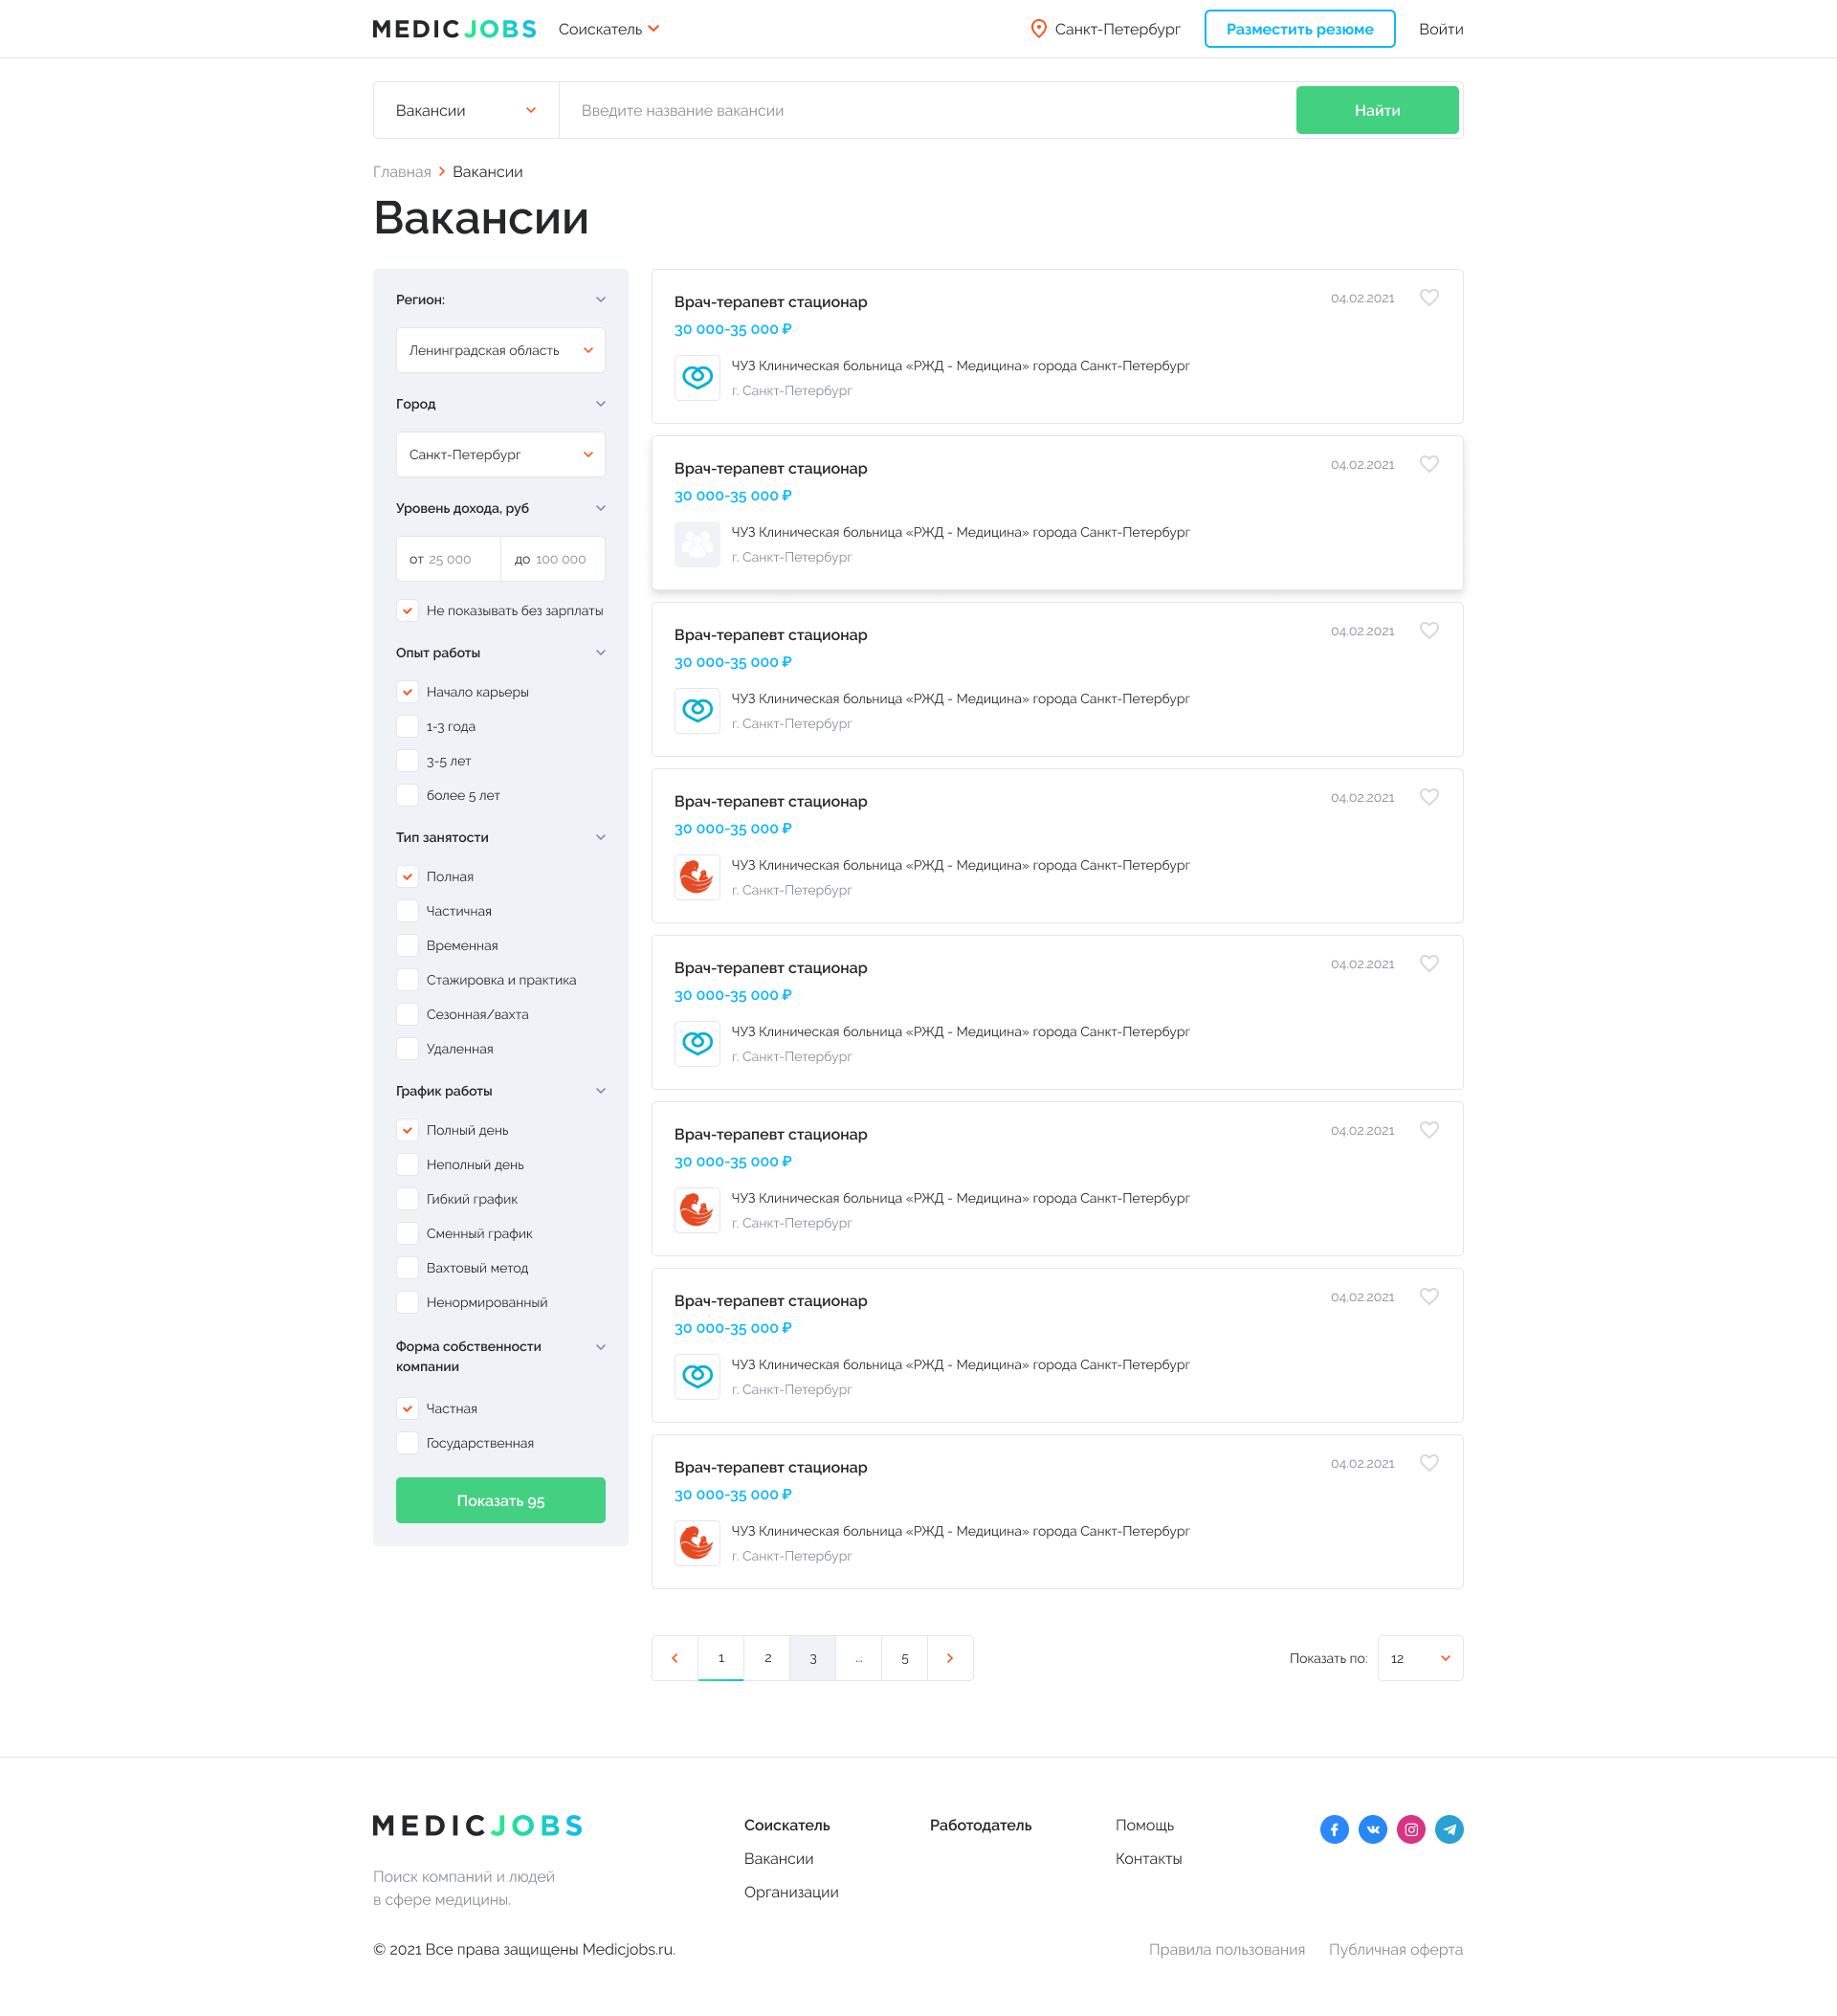 MEDICJOBS
Соискатель
Санкт-Петербург
Разместить резюме
Войти
Вакансии
Введите название вакансии
Найти
Главная
Вакансии
Вакансии
Регион:
Ленинградская область
Город
Санкт-Петербург
Уровень дохода, руб
от 25 000
до 100 000
Не показывать без зарплаты
Опыт работы
Начало карьеры
1-3 года
3-5 лет
более 5 лет
Тип занятости
Полная
Частичная
Временная
Стажировка и практика
Сезонная/вахта
Удаленная
График работы
Полный день
Неполный день
Гибкий график
Сменный график
Вахтовый метод
Ненормированный
Форма собственности
компании
Частная
Государственная
Показать 95
Врач-терапевт стационар
04.02.2021
30 000-35 000 ₽
ЧУЗ Клиническая больница «РЖД - Медицина» города Санкт-Петербург
г. Санкт-Петербург
Врач-терапевт стационар
04.02.2021
30 000-35 000 ₽
ЧУЗ Клиническая больница «РЖД - Медицина» города Санкт-Петербург
г. Санкт-Петербург
Врач-терапевт стационар
04.02.2021
30 000-35 000 ₽
ЧУЗ Клиническая больница «РЖД - Медицина» города Санкт-Петербург
г. Санкт-Петербург
Врач-терапевт стационар
04.02.2021
30 000-35 000 ₽
ЧУЗ Клиническая больница «РЖД - Медицина» города Санкт-Петербург
г. Санкт-Петербург
Врач-терапевт стационар
04.02.2021
30 000-35 000 ₽
ЧУЗ Клиническая больница «РЖД - Медицина» города Санкт-Петербург
г. Санкт-Петербург
Врач-терапевт стационар
04.02.2021
30 000-35 000 ₽
ЧУЗ Клиническая больница «РЖД - Медицина» города Санкт-Петербург
г. Санкт-Петербург
Врач-терапевт стационар
04.02.2021
30 000-35 000 ₽
ЧУЗ Клиническая больница «РЖД - Медицина» города Санкт-Петербург
г. Санкт-Петербург
Врач-терапевт стационар
04.02.2021
30 000-35 000 ₽
ЧУЗ Клиническая больница «РЖД - Медицина» города Санкт-Петербург
г. Санкт-Петербург
1 2 3 ... 5
Показать по: 12
MEDICJOBS
Поиск компаний и людей
в сфере медицины.
Соискатель
Вакансии
Организации
Работодатель
Помощь
Контакты
© 2021 Все права защищены Medicjobs.ru.
Правила пользования
Публичная оферта